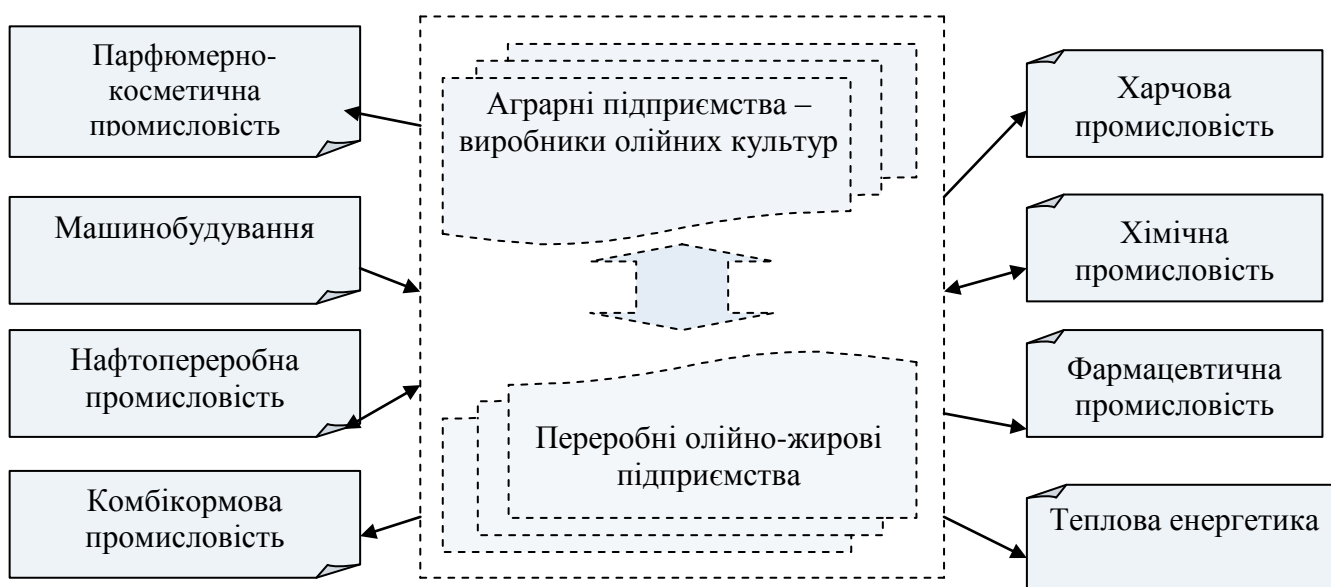 Парфюмерно-
косметична
промисловість
Машинобудування
Нафтопереробна
промисловість
Комбікормова
промисловість
Аграрні підприємства –
виробники олійних культур
Переробні олійно-жирові
підприємства
Харчова
промисловість
Хімічна
промисловість
Фармацевтична
промисловість
Теплова енергетика